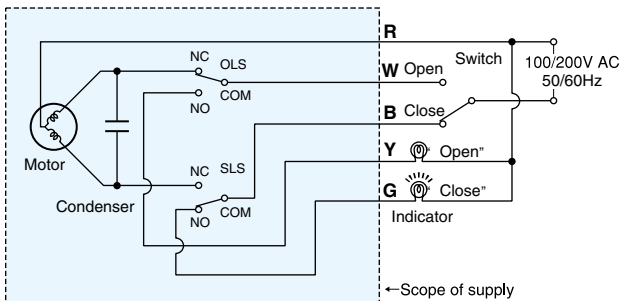 R
NC
OLS
Switch
100/200V AC
50/60Hz
W Open
COM
NO
B Close
Y “ Open”
Motor
NC
SLS
G “ Close”
Condenser
COM
NO
Indicator
←Scope of supply